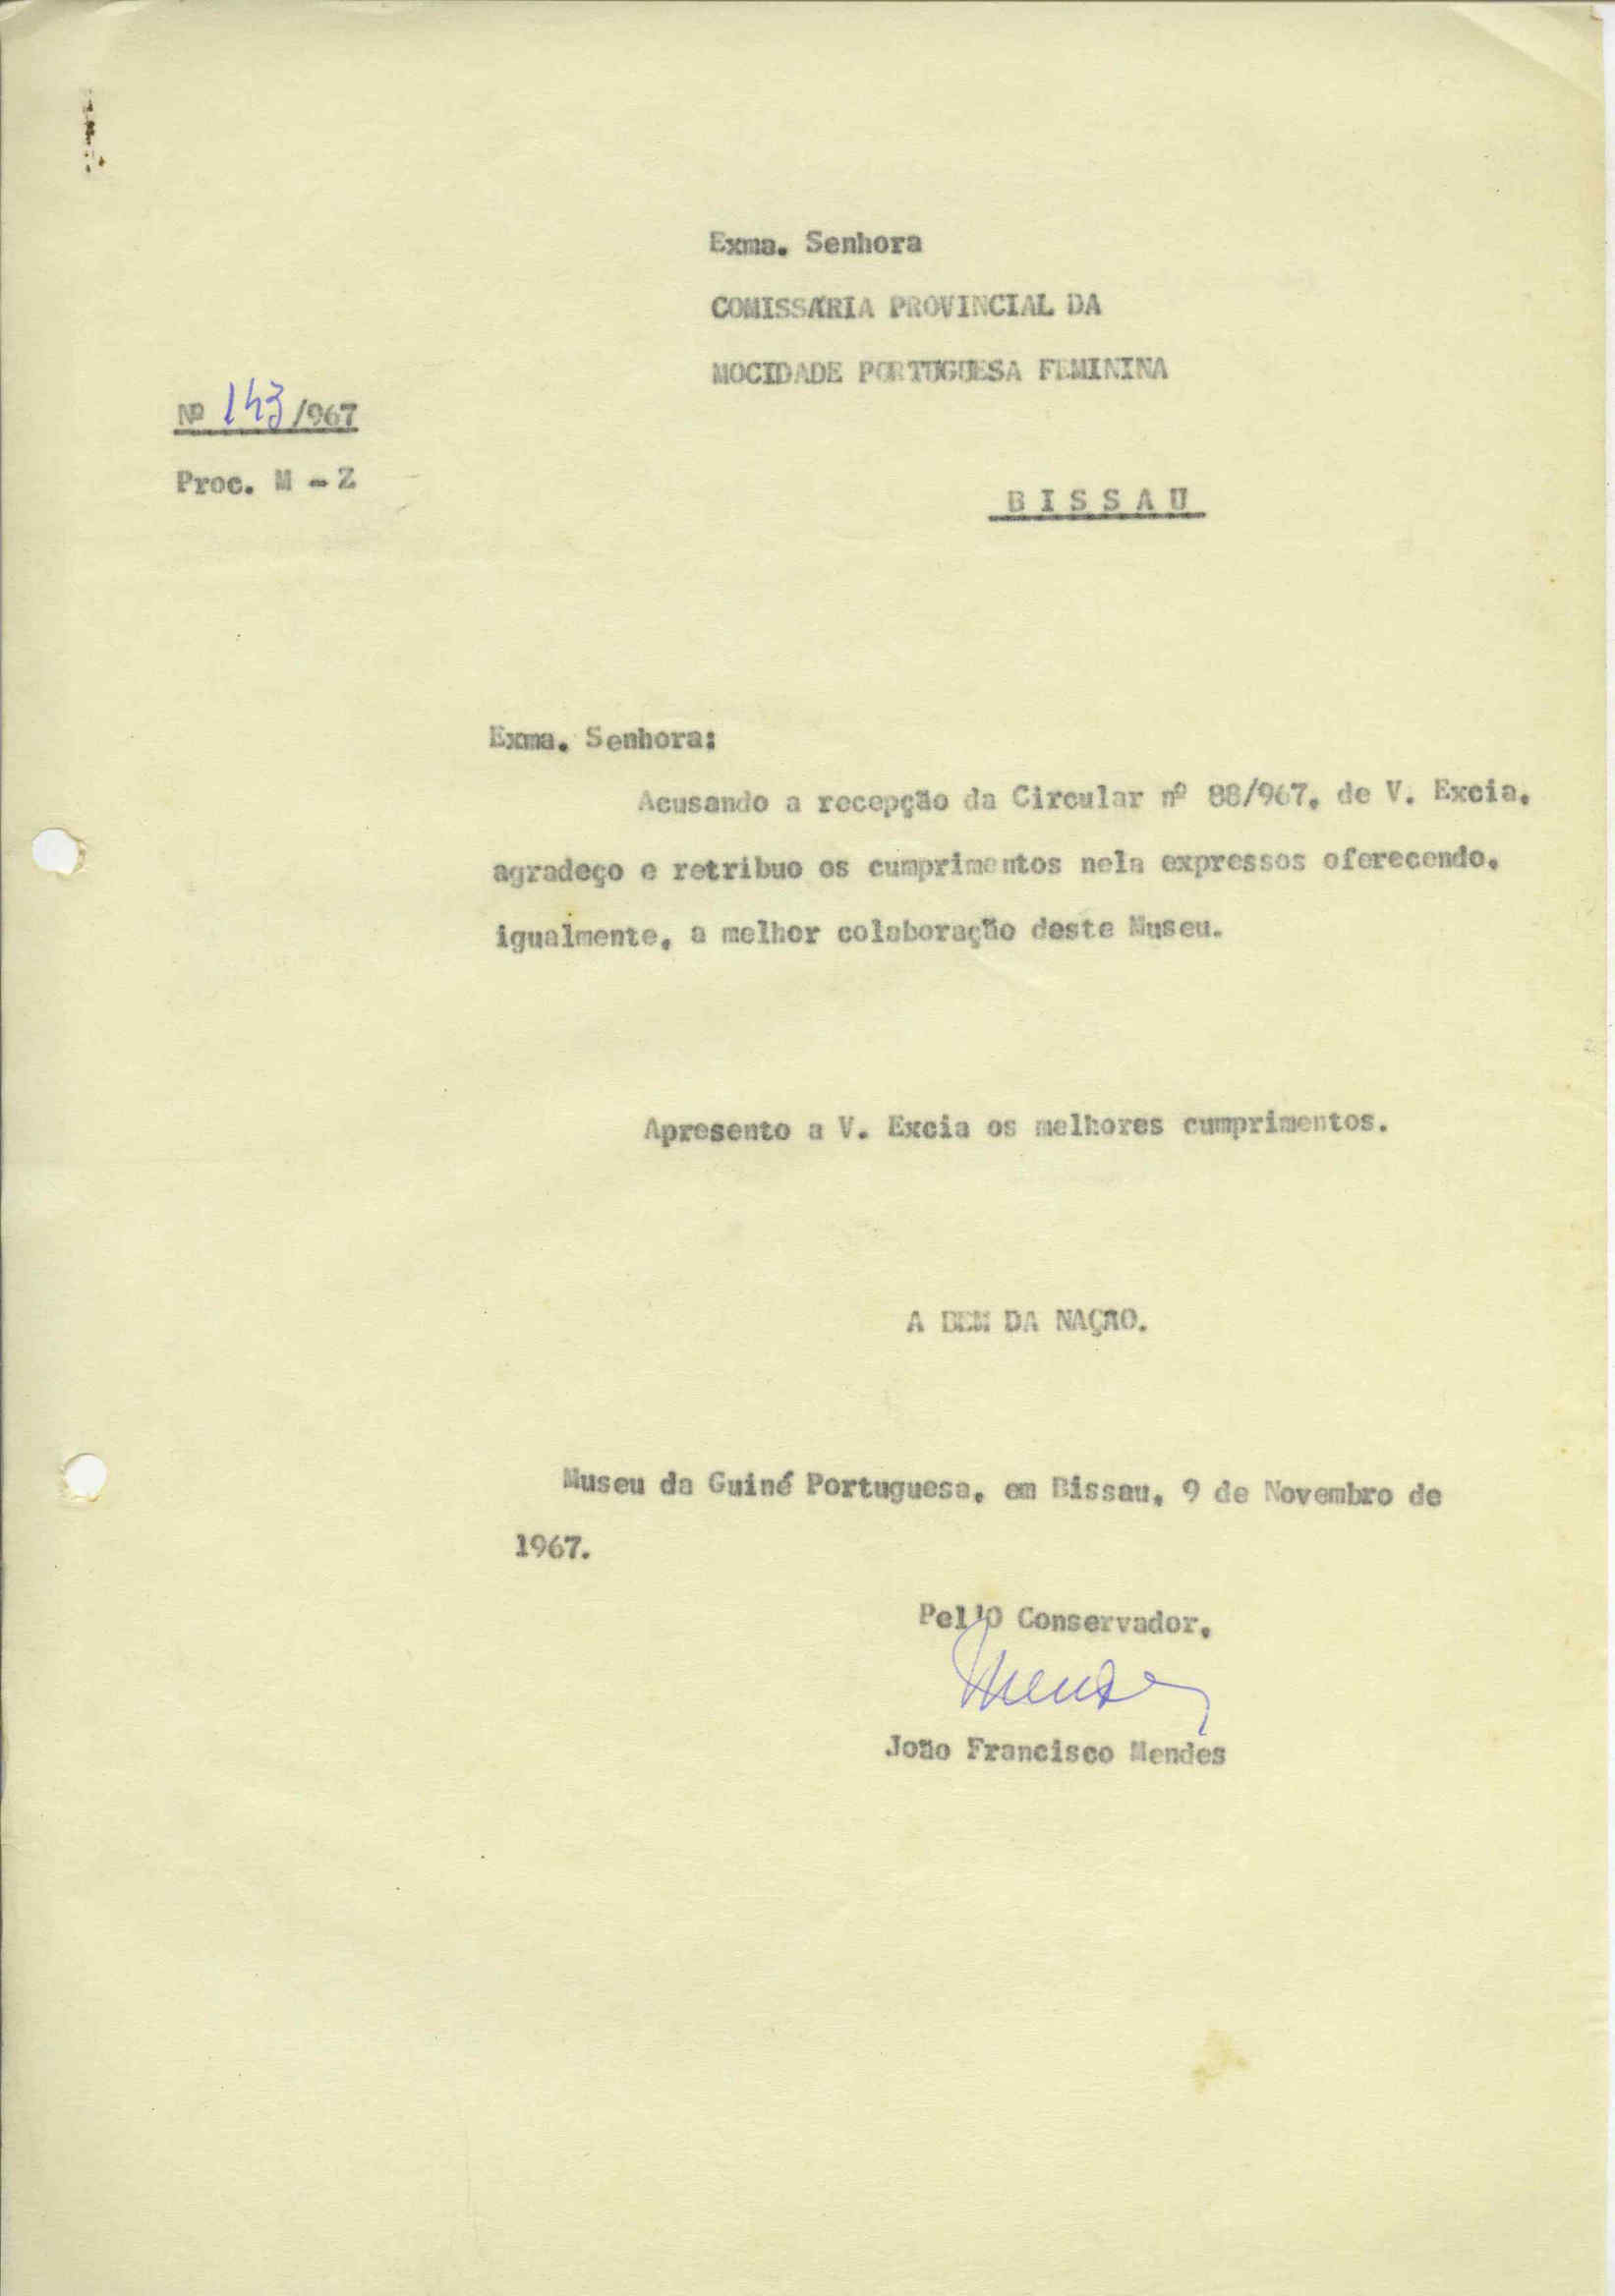 Exma. Senhora
COMISSÁRIA PROVINCIAL DA
MOCIDADE PORTUGUESA FEMININA
Nº 143/967
Proc. M - Z
B I S S A U
Exma. Senhora:
Acusando a recepção da Circular nº 88/967, de V. Excia,
agradeço e retribuo os cumprimentos nela expressos oferecendo,
igualmente, a melhor colaboração deste Museu.
Apresento a V. Excia os melhores cumprimentos.
A BEM DA NAÇÃO.
Museu da Guiné Portuguesa, em Bissau, 9 de Novembro de
1967.
Pel'O Conservador,
Mendes
João Francisco Mendes